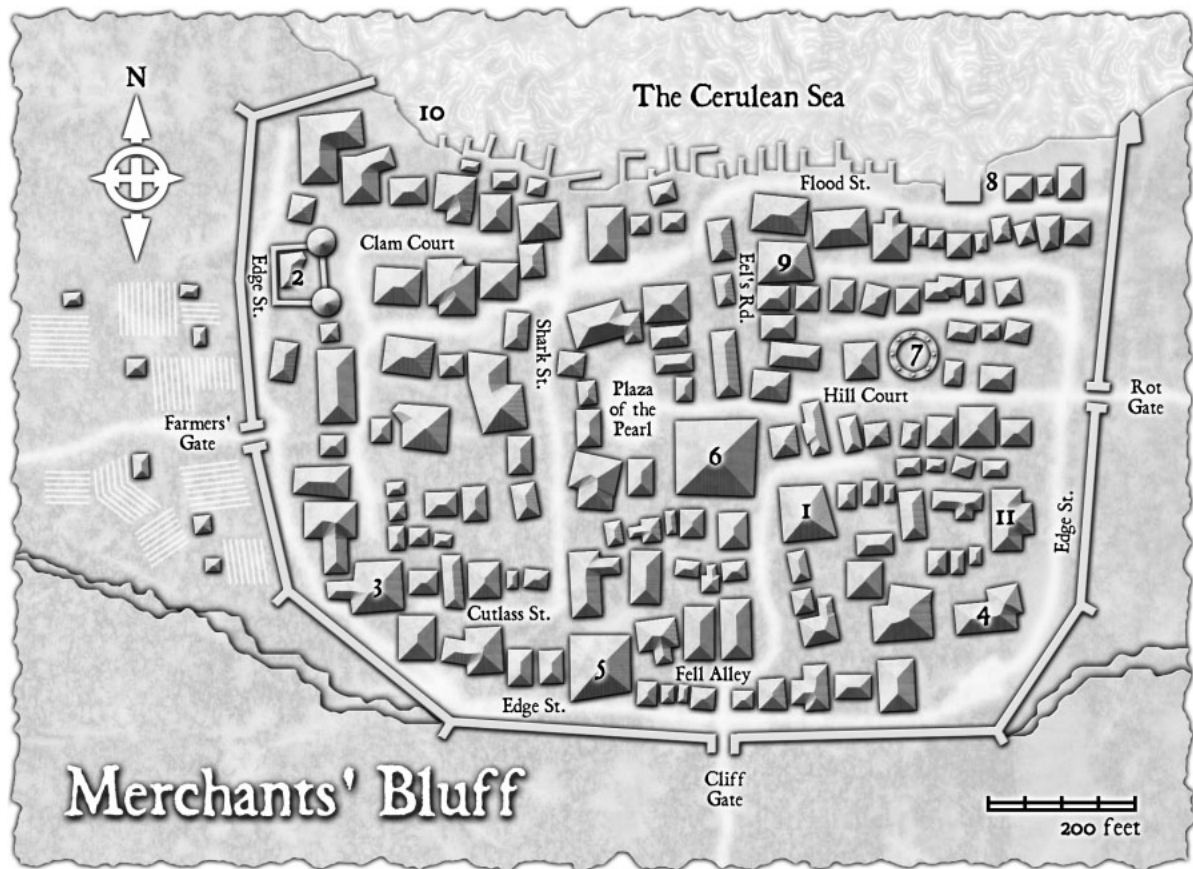 N
The Cerulean Sea
10
8
Flood St.
Clam Court
2
Edge St.
Eel's Rd.
9
Shark St.
7
Plaza
of the
Pearl
Hill Court
Rot
Gate
Farmers'
Gate
6
1
11
Edge St.
3
Cutlass St.
4
5
Fell Alley
Edge St.
Cliff
Gate
Merchants' Bluff
200 feet